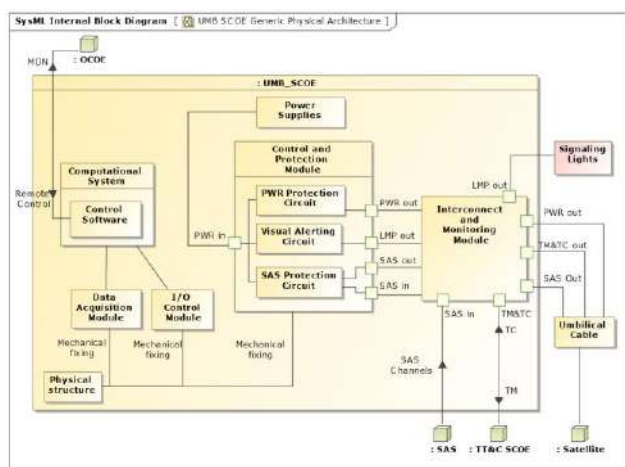 SysML Internal Block Diagram [ UMB SCOE Generic Physical Architecture ]
MON
: OCOE
: UMB_SCOE
Power
Supplies
Control and
Protection
Module
Signaling
Lights
Computational
System
LMP out
Remote
Control
Control
Software
PWR Protection
Circuit
PWR out
Interconnect
and
Monitoring
Module
PWR out
PWR in
Visual Alerting
Circuit
LMP out
TM&TC out
SAS out
SAS Protection
Circuit
SAS in
SAS Out
Data
Acquisition
Module
I/O
Control
Module
SAS in
TM&TC
TC
Umbilical
Cable
Mechanical
fixing
Mechanical
fixing
Mechanical
fixing
SAS
Channels
Physical
structure
TM
: SAS
: TT&C SCOE
: Satellite